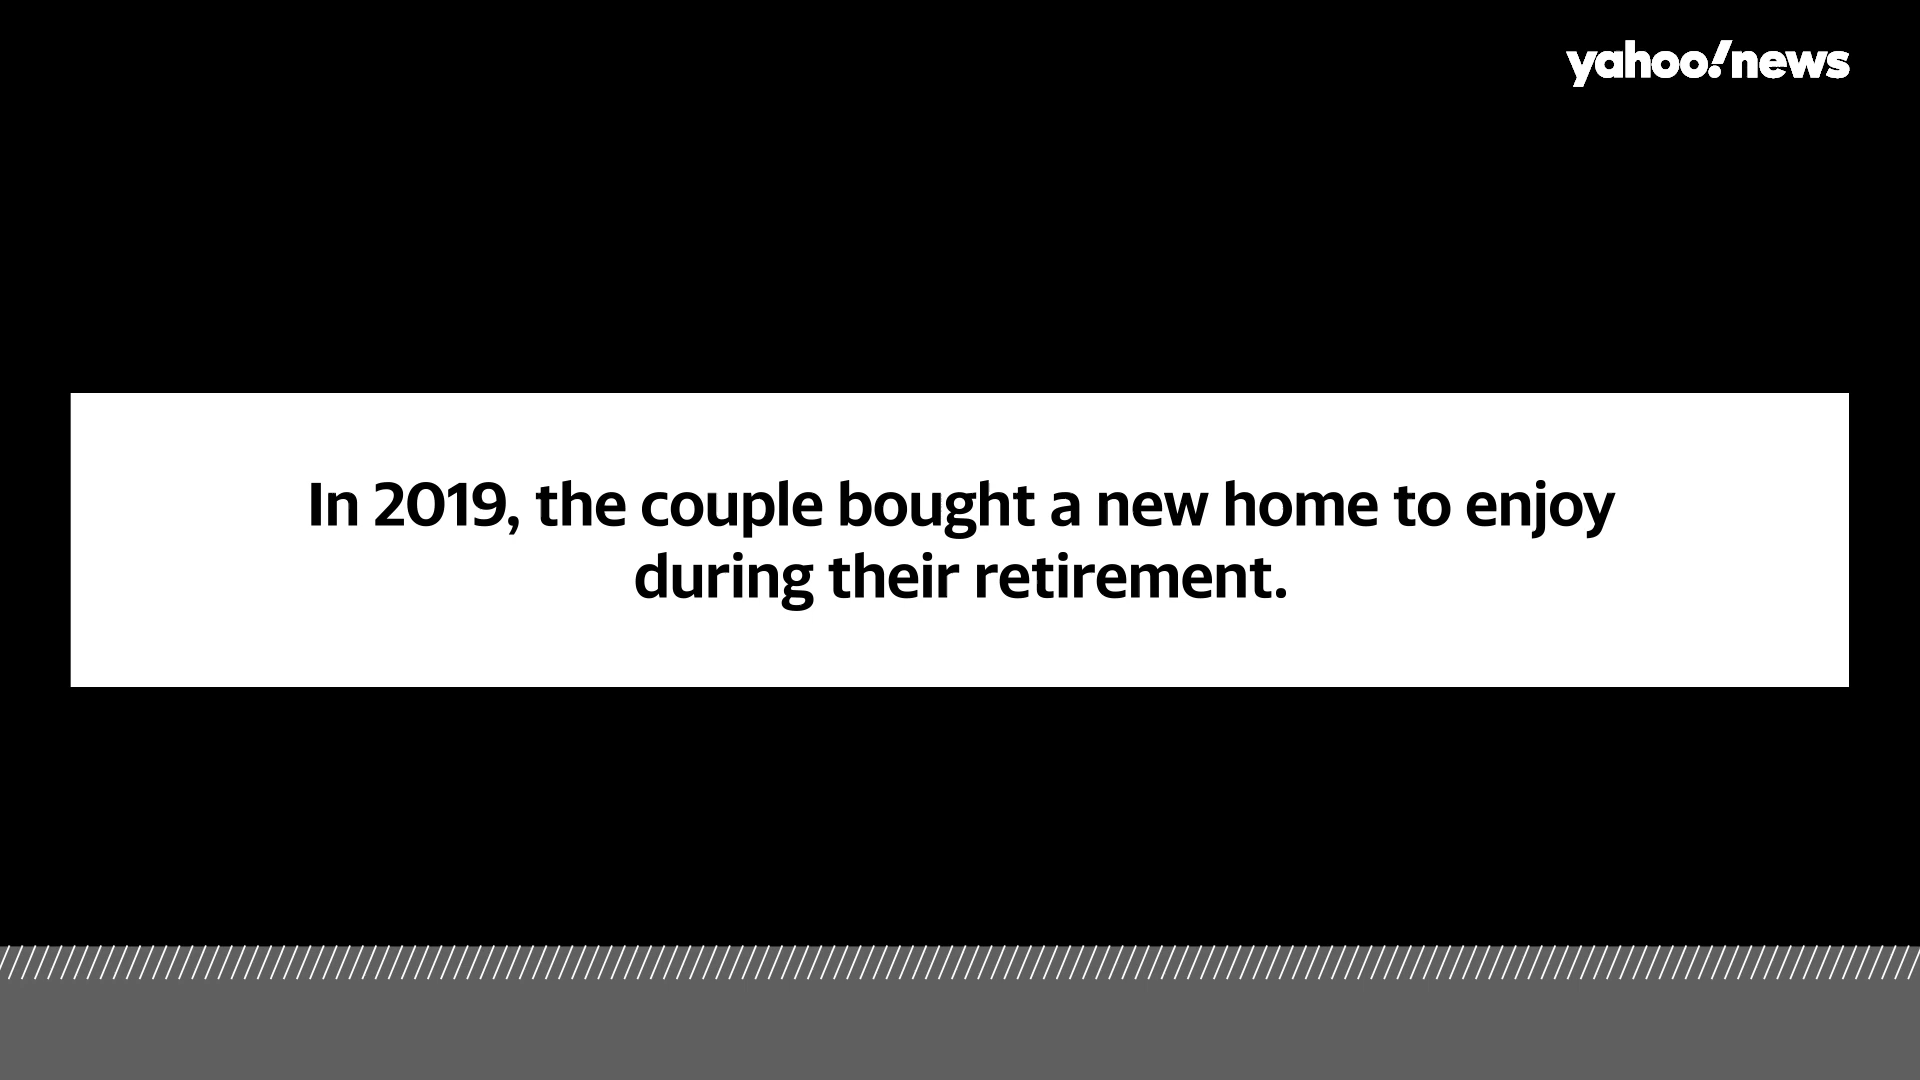 yahoo!news
In 2019, the couple bought a new home to enjoy
during their retirement.